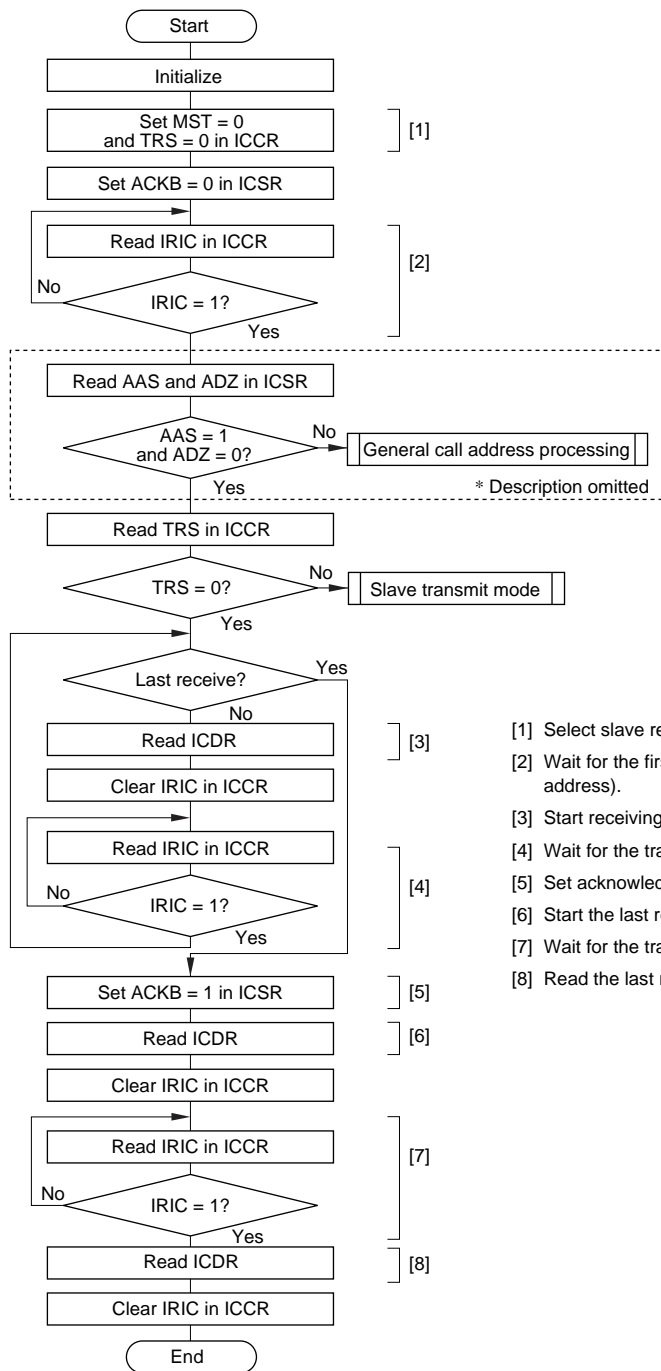 Start
Initialize
Set MST = 0
and TRS = 0 in ICCR
[1]
Set ACKB = 0 in ICSR
Read IRIC in ICCR
[2]
No
IRIC = 1?
Yes
Read AAS and ADZ in ICSR
AAS = 1
and ADZ = 0?
No
General call address processing
Yes
* Description omitted
Read TRS in ICCR
TRS = 0?
No
Slave transmit mode
Yes
Last receive?
Yes
No
Read ICDR
[3]
Clear IRIC in ICCR
Read IRIC in ICCR
[4]
No
IRIC = 1?
Yes
Set ACKB = 1 in ICSR
[5]
Read ICDR
[6]
Clear IRIC in ICCR
Read IRIC in ICCR
[7]
No
IRIC = 1?
Yes
Read ICDR
[8]
Clear IRIC in ICCR
End
[1] Select slave re
[2] Wait for the firs
address).
[3] Start receiving
[4] Wait for the tra
[5] Set acknowled
[6] Start the last re
[7] Wait for the tra
[8] Read the last r